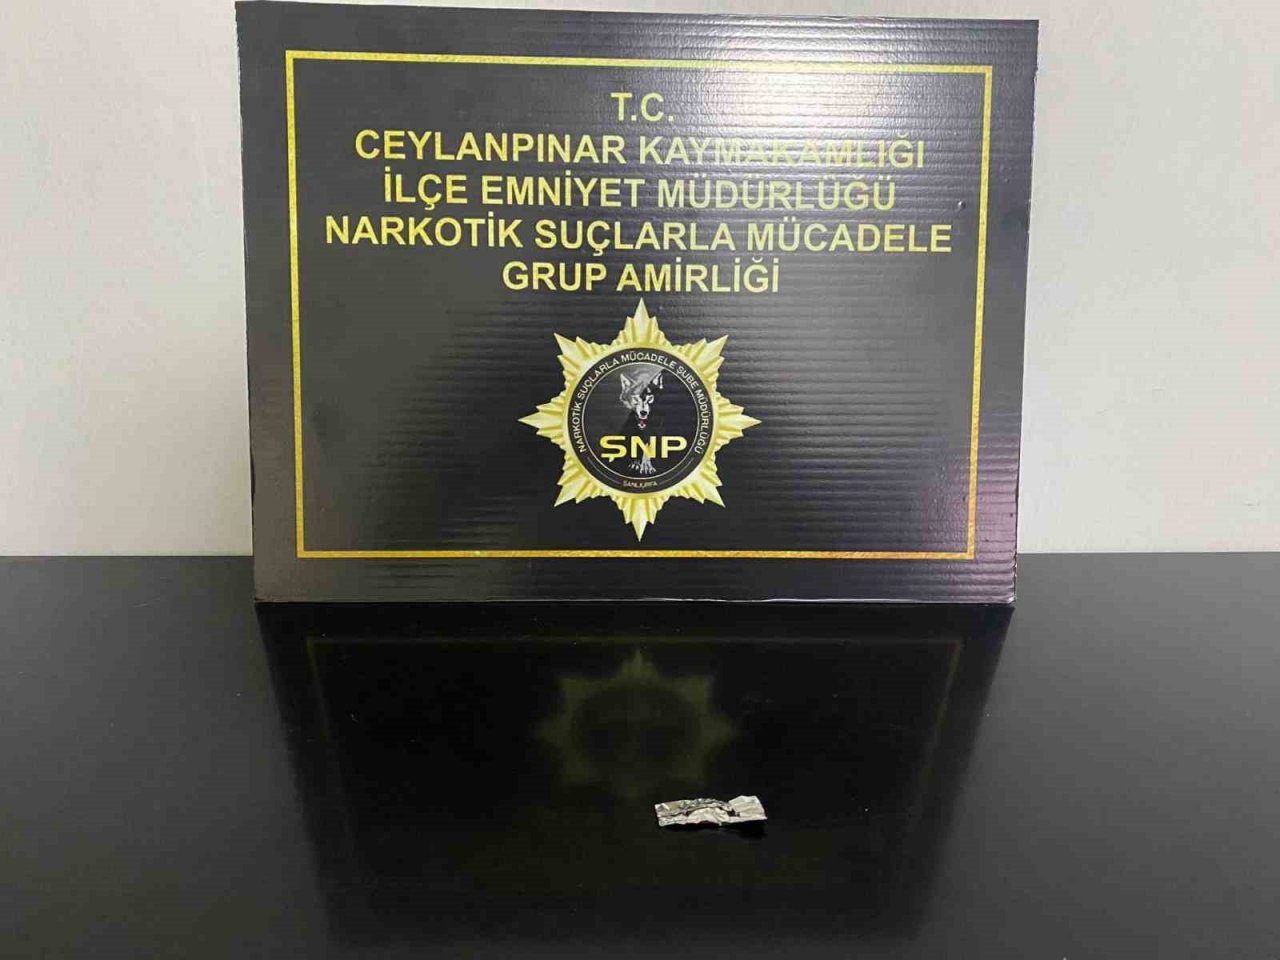 T.C.
CEYLANPINAR KAYMAKAMLIĞI
İLÇE EMNİYET MÜDÜRLÜĞÜ
NARKOTİK SUÇLARLA MÜCADELE
GRUP AMİRLİĞİ
NARKOTİK SUÇLARLA MÜCADELE ŞUBE MÜDÜRLÜĞÜ
ŞNP
ŞANLIURFA